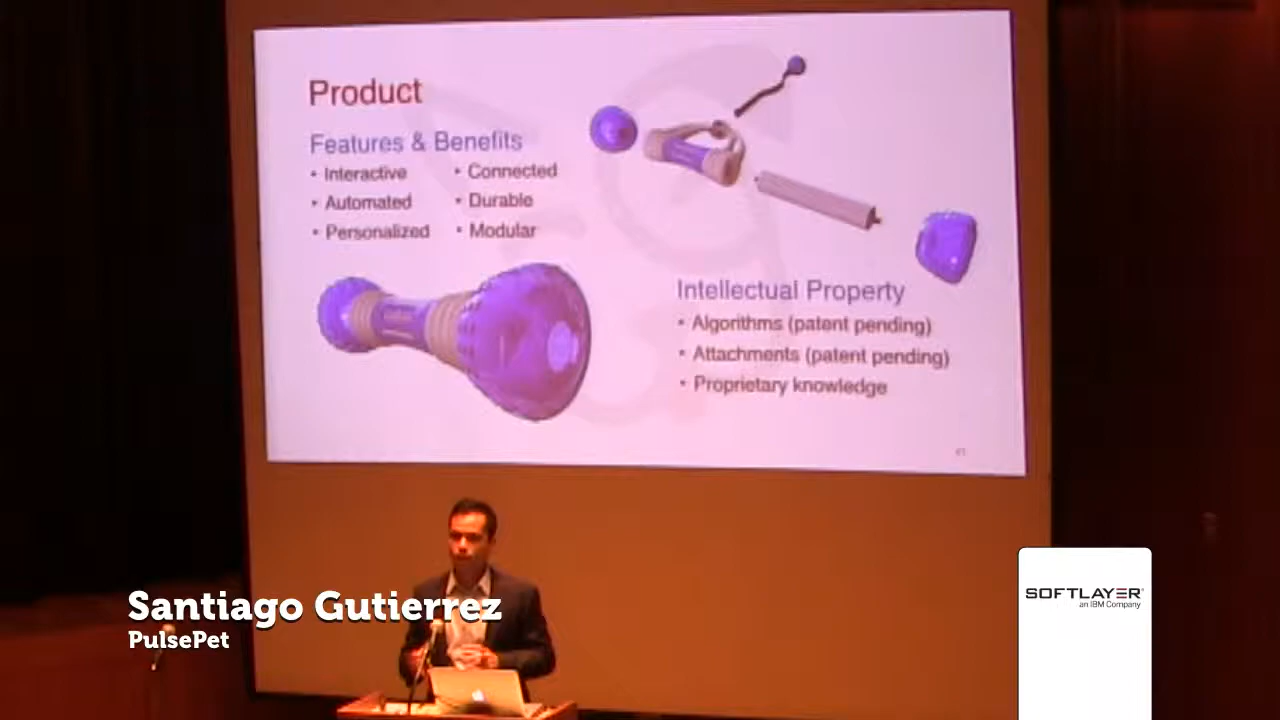 Product
Features & Benefits
• Interactive
• Connected
• Automated
• Durable
• Personalized
• Modular
Intellectual Property
• Algorithms (patent pending)
• Attachments (patent pending)
• Proprietary knowledge
Santiago Gutierrez
PulsePet
SOFTLAYER®
an IBM Company